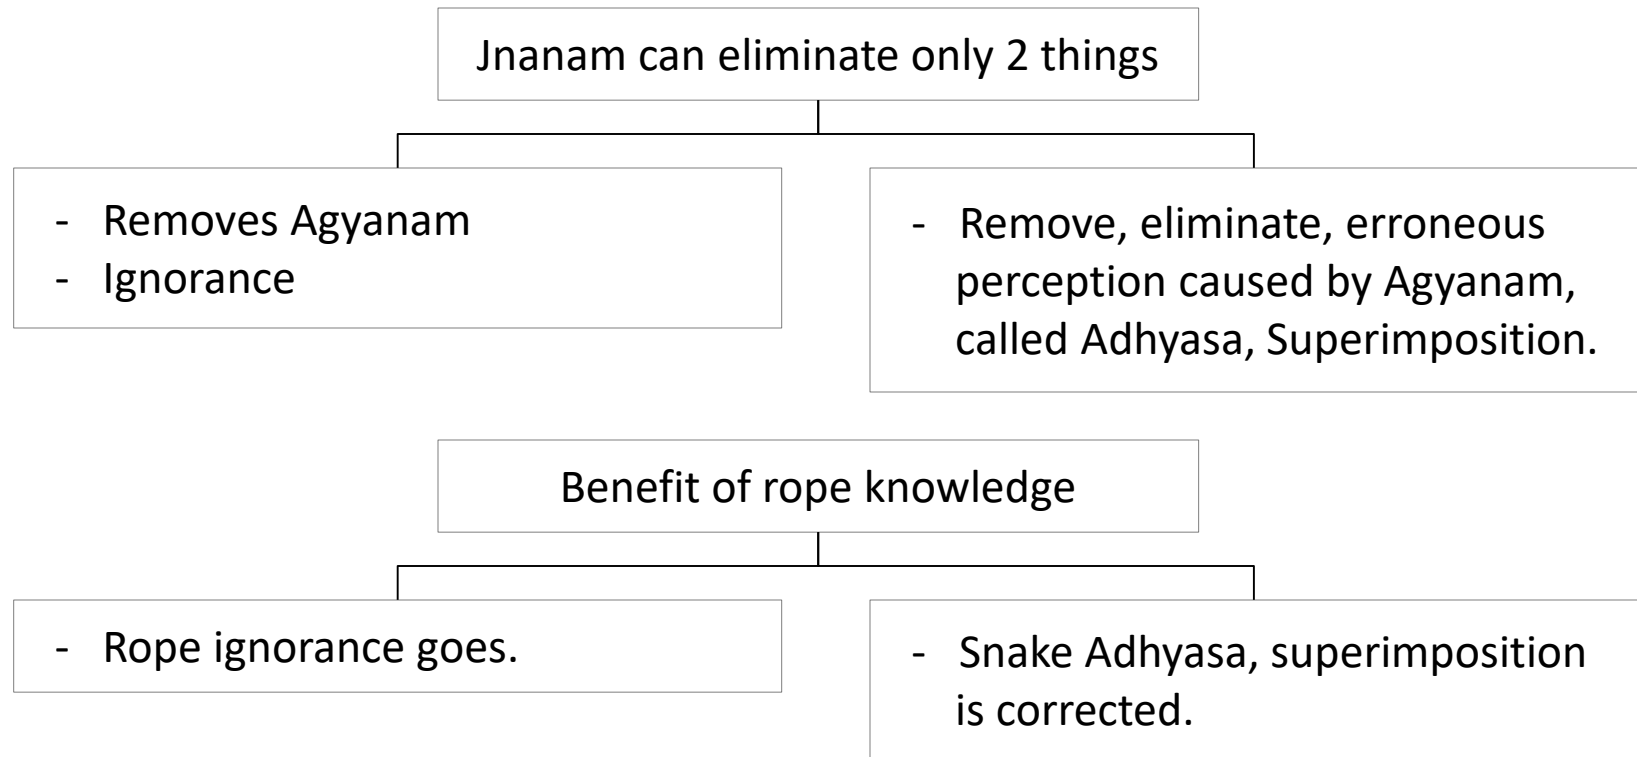 Jnanam can eliminate only 2 things
- Removes Agyanam
- Ignorance
- Remove, eliminate, erroneous
perception caused by Agyanam,
called Adhyasa, Superimposition.
Benefit of rope knowledge
- Rope ignorance goes.
- Snake Adhyasa, superimposition
is corrected.